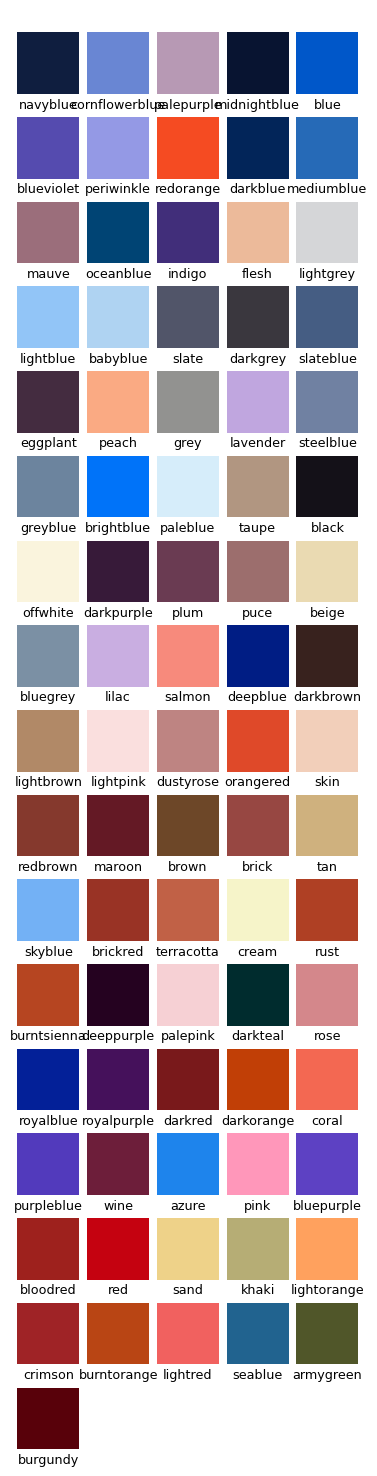 navyblue cornflowerblue palepurple midnightblue blue
blueviolet periwinkle redorange darkblue mediumblue
mauve oceanblue indigo flesh lightgrey
lightblue babyblue slate darkgrey slateblue
eggplant peach grey lavender steelblue
greyblue brightblue paleblue taupe black
offwhite darkpurple plum puce beige
bluegrey lilac salmon deepblue darkbrown
lightbrown lightpink dustyrose orangered skin
redbrown maroon brown brick tan
skyblue brickred terracotta cream rust
burntsienna deeppurple palepink darkteal rose
royalblue royalpurple darkred darkorange coral
purpleblue wine azure pink bluepurple
bloodred red sand khaki lightorange
crimson burntorange lightred seablue armygreen
burgundy